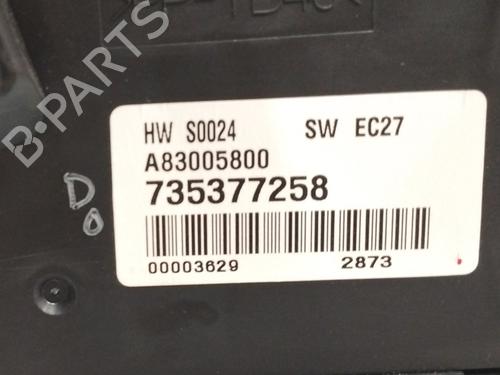 HW S0024 SW EC27
A83005800
735377258
00003629 2873
B-PARTS